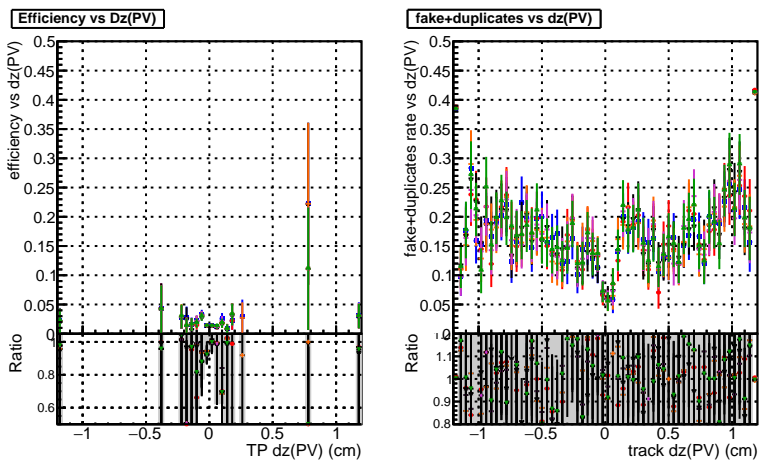 Efficiency vs Dz(PV)
efficiency vs dz(PV)
0.5
0.45
0.4
0.35
0.3
0.25
0.2
0.15
0.1
0.05
0
Ratio
1
0.8
0.6
−1 −0.5 0 0.5 1
TP dz(PV) (cm)
fake+duplicates vs dz(PV)
fake+duplicates rate vs dz(PV)
0.5
0.45
0.4
0.35
0.3
0.25
0.2
0.15
0.1
0.05
0
Ratio
1.1
1
0.9
0.8
−1 −0.5 0 0.5 1
track dz(PV) (cm)